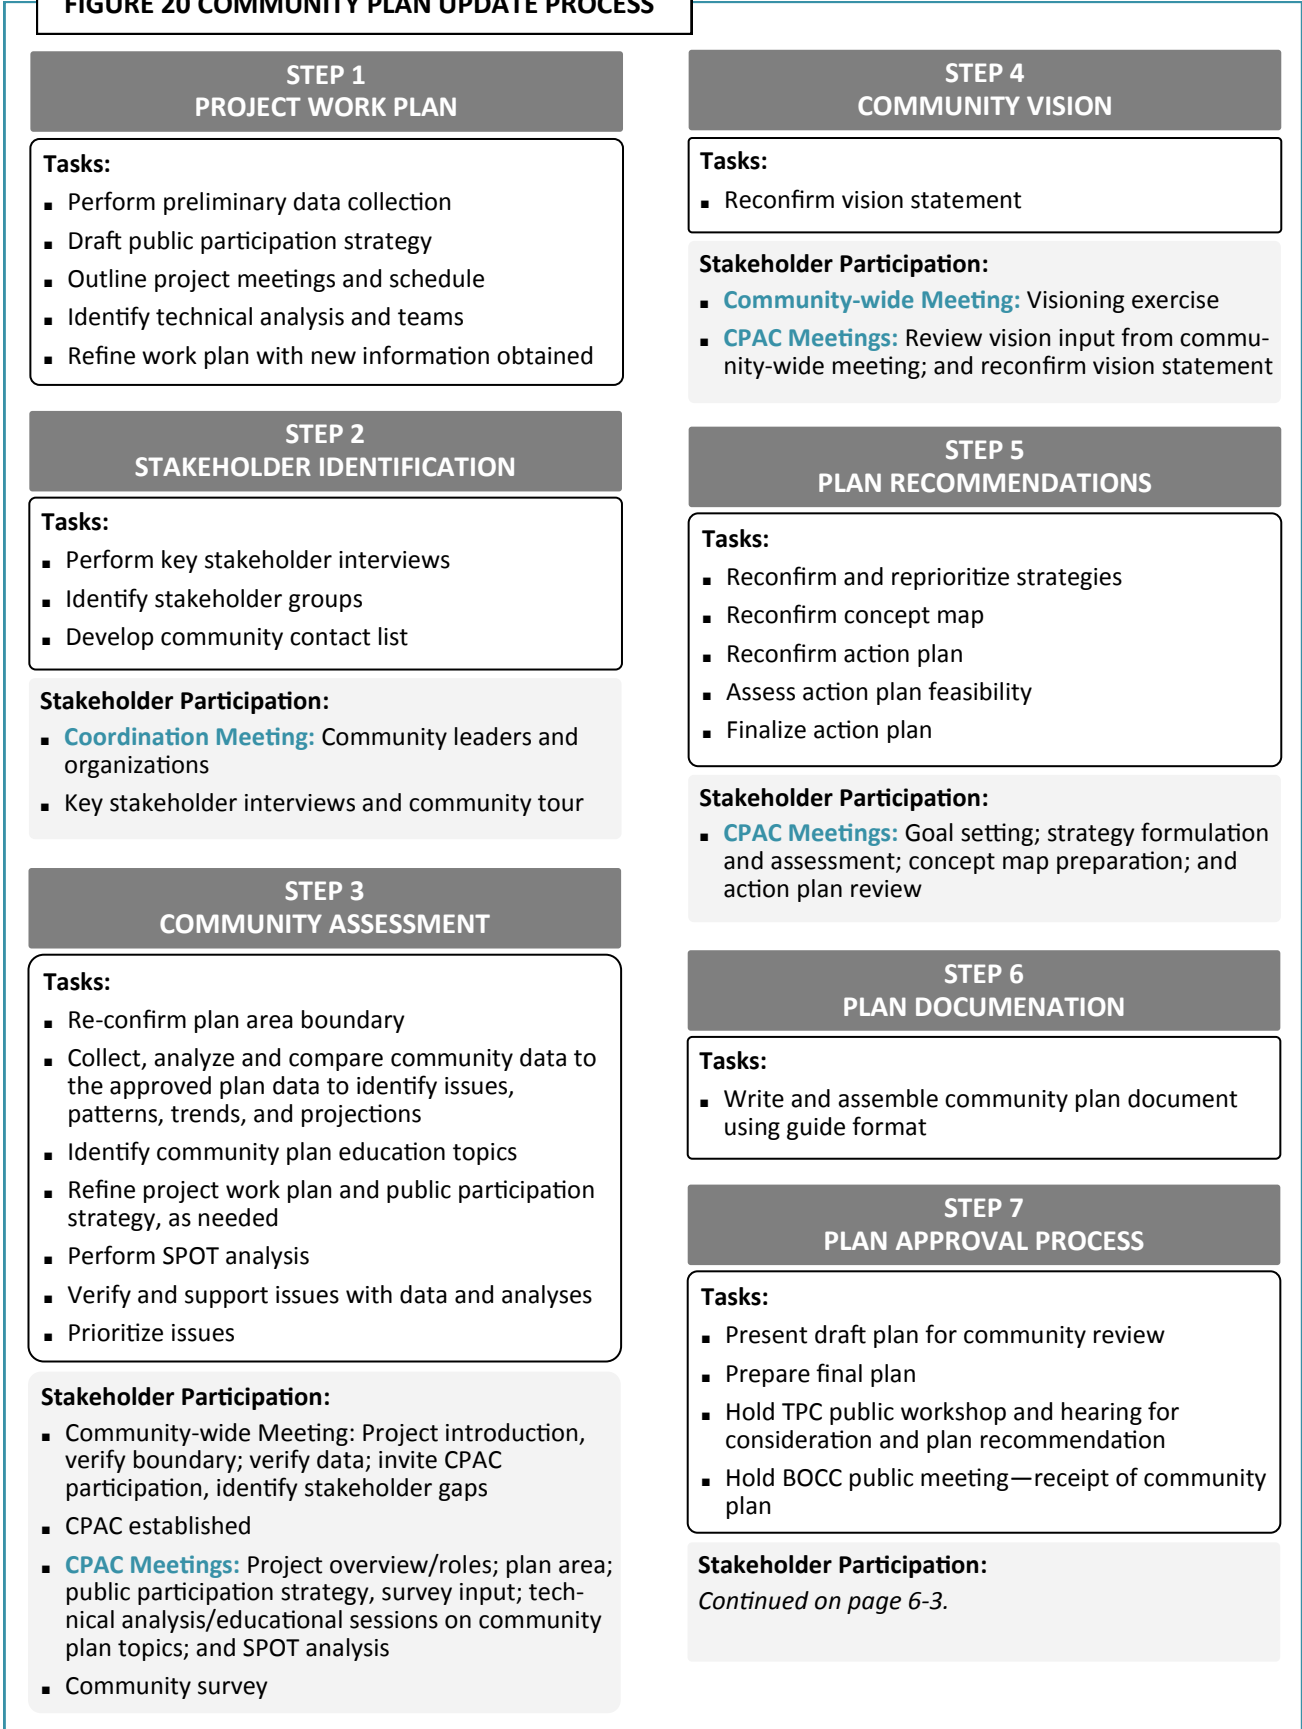 FIGURE 20 COMMUNITY PLAN UPDATE PROCESS
STEP 1
PROJECT WORK PLAN
Tasks:
▪ Perform preliminary data collection
▪ Draft public participation strategy
▪ Outline project meetings and schedule
▪ Identify technical analysis and teams
▪ Refine work plan with new information obtained
STEP 2
STAKEHOLDER IDENTIFICATION
Tasks:
▪ Perform key stakeholder interviews
▪ Identify stakeholder groups
▪ Develop community contact list
Stakeholder Participation:
▪ Coordination Meeting: Community leaders and
organizations
▪ Key stakeholder interviews and community tour
STEP 3
COMMUNITY ASSESSMENT
Tasks:
▪ Re-confirm plan area boundary
▪ Collect, analyze and compare community data to
the approved plan data to identify issues,
patterns, trends, and projections
▪ Identify community plan education topics
▪ Refine project work plan and public participation
strategy, as needed
▪ Perform SPOT analysis
▪ Verify and support issues with data and analyses
▪ Prioritize issues
Stakeholder Participation:
▪ Community-wide Meeting: Project introduction,
verify boundary; verify data; invite CPAC
participation, identify stakeholder gaps
▪ CPAC established
▪ CPAC Meetings: Project overview/roles; plan area;
public participation strategy, survey input; tech-
nical analysis/educational sessions on community
plan topics; and SPOT analysis
▪ Community survey
STEP 4
COMMUNITY VISION
Tasks:
▪ Reconfirm vision statement
Stakeholder Participation:
▪ Community-wide Meeting: Visioning exercise
▪ CPAC Meetings: Review vision input from commu-
nity-wide meeting; and reconfirm vision statement
STEP 5
PLAN RECOMMENDATIONS
Tasks:
▪ Reconfirm and reprioritize strategies
▪ Reconfirm concept map
▪ Reconfirm action plan
▪ Assess action plan feasibility
▪ Finalize action plan
Stakeholder Participation:
▪ CPAC Meetings: Goal setting; strategy formulation
and assessment; concept map preparation; and
action plan review
STEP 6
PLAN DOCUMENATION
Tasks:
▪ Write and assemble community plan document
using guide format
STEP 7
PLAN APPROVAL PROCESS
Tasks:
▪ Present draft plan for community review
▪ Prepare final plan
▪ Hold TPC public workshop and hearing for
consideration and plan recommendation
▪ Hold BOCC public meeting—receipt of community
plan
Stakeholder Participation:
Continued on page 6-3.